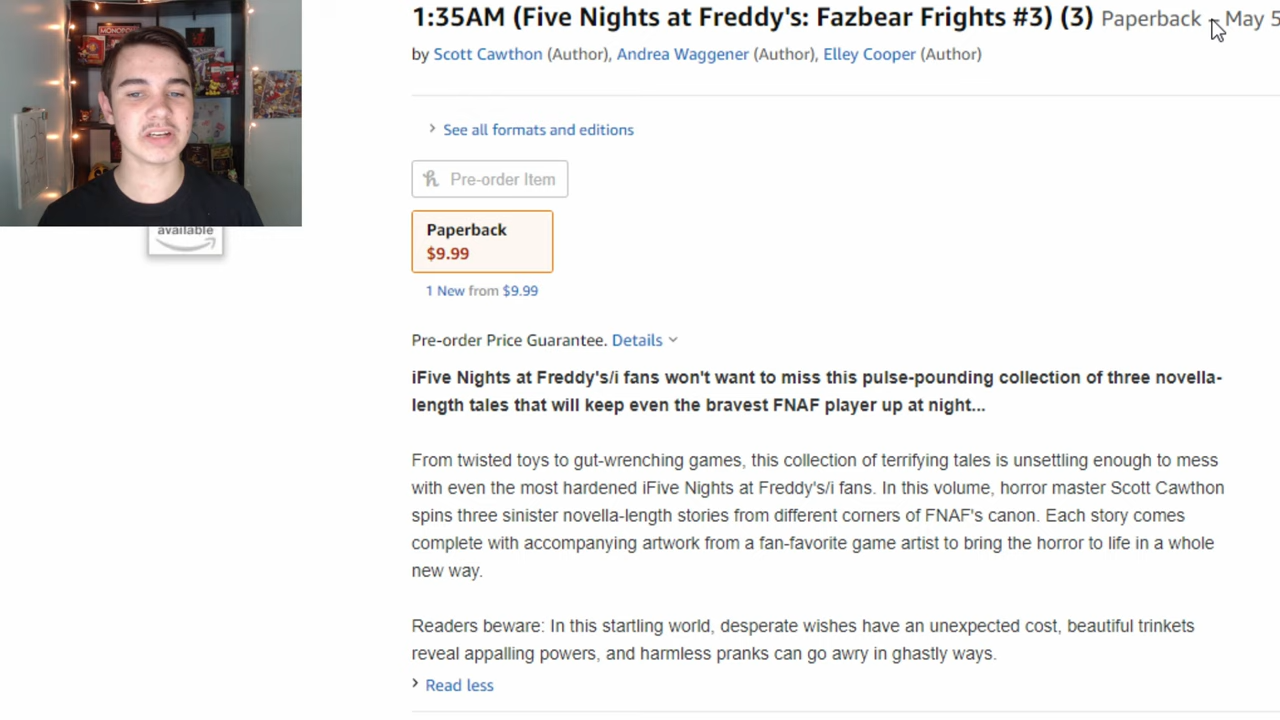 1:35AM (Five Nights at Freddy's: Fazbear Frights #3) (3) Paperback – May 5
by Scott Cawthon (Author), Andrea Waggener (Author), Elley Cooper (Author)
See all formats and editions
Pre-order Item
Paperback
$9.99
1 New from $9.99
available
Pre-order Price Guarantee. Details
iFive Nights at Freddy's/i fans won't want to miss this pulse-pounding collection of three novella-
length tales that will keep even the bravest FNAF player up at night...
From twisted toys to gut-wrenching games, this collection of terrifying tales is unsettling enough to mess
with even the most hardened iFive Nights at Freddy's/i fans. In this volume, horror master Scott Cawthon
spins three sinister novella-length stories from different corners of FNAF's canon. Each story comes
complete with accompanying artwork from a fan-favorite game artist to bring the horror to life in a whole
new way.
Readers beware: In this startling world, desperate wishes have an unexpected cost, beautiful trinkets
reveal appalling powers, and harmless pranks can go awry in ghastly ways.
Read less
MONOPOLY